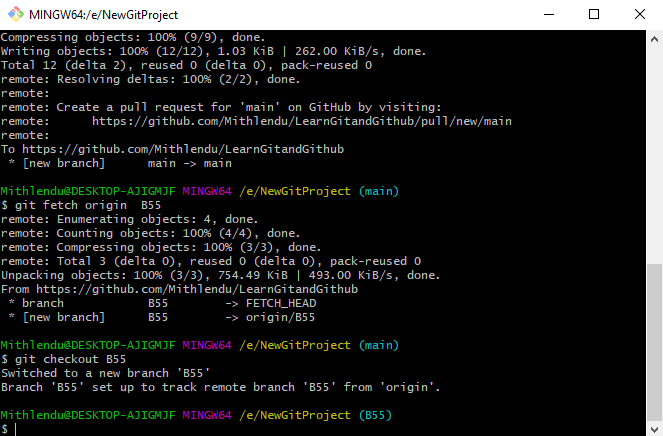 MINGW64:/e/NewGitProject
Compressing objects: 100% (9/9), done.
Writing objects: 100% (12/12), 1.03 KiB | 262.00 KiB/s, done.
Total 12 (delta 2), reused 0 (delta 0), pack-reused 0
remote: Resolving deltas: 100% (2/2), done.
remote:
remote: Create a pull request for 'main' on GitHub by visiting:
remote:      https://github.com/Mithlendu/LearnGitandGithub/pull/new/main
remote:
To https://github.com/Mithlendu/LearnGitandGithub
 * [new branch]      main -> main
Mithlendu@DESKTOP-AJIGMJF MINGW64 /e/NewGitProject (main)
$ git fetch origin  B55
remote: Enumerating objects: 4, done.
remote: Counting objects: 100% (4/4), done.
remote: Compressing objects: 100% (3/3), done.
remote: Total 3 (delta 0), reused 0 (delta 0), pack-reused 0
Unpacking objects: 100% (3/3), 754.49 KiB | 493.00 KiB/s, done.
From https://github.com/Mithlendu/LearnGitandGithub
 * branch            B55        -> FETCH_HEAD
 * [new branch]      B55        -> origin/B55
Mithlendu@DESKTOP-AJIGMJF MINGW64 /e/NewGitProject (main)
$ git checkout B55
Switched to a new branch 'B55'
Branch 'B55' set up to track remote branch 'B55' from 'origin'.
Mithlendu@DESKTOP-AJIGMJF MINGW64 /e/NewGitProject (B55)
$